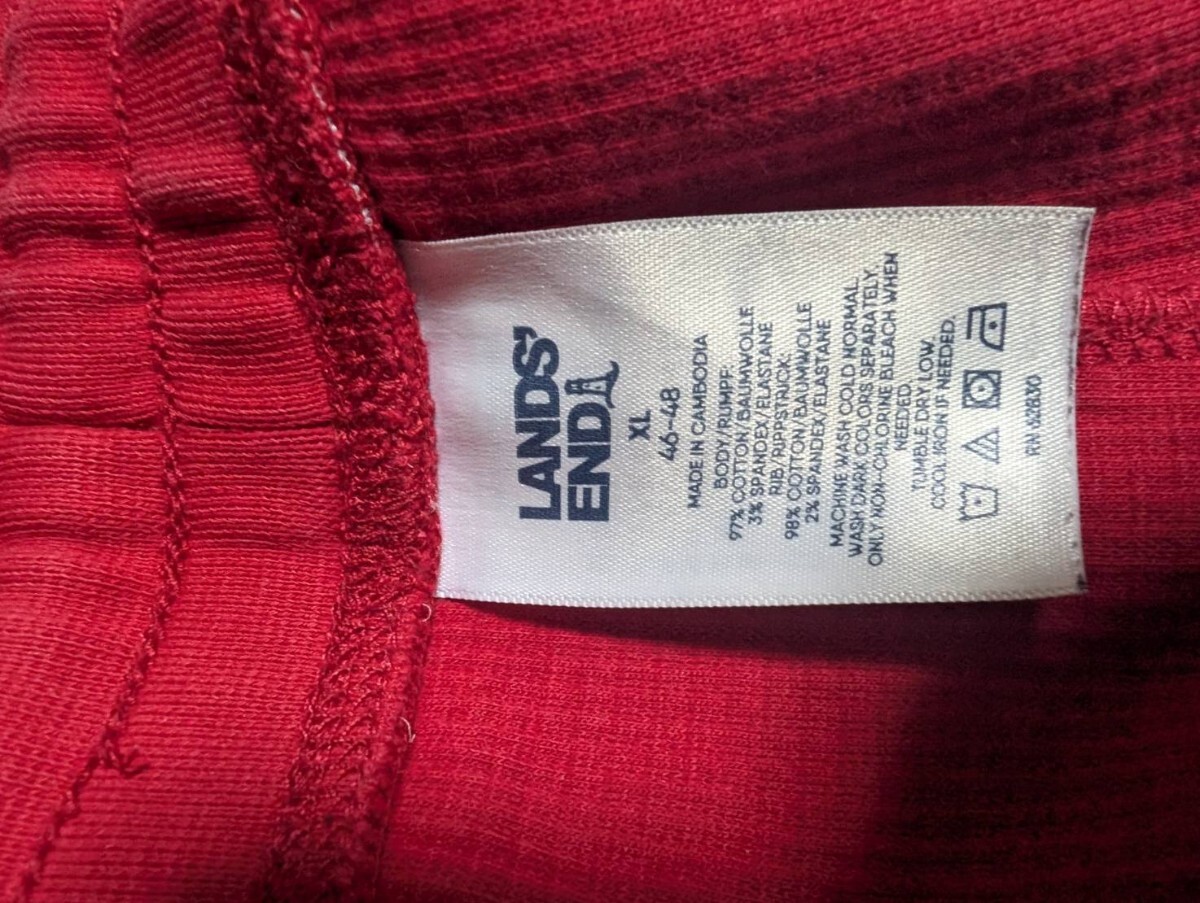 LANDS'
END
XL
46-48
MADE IN CAMBODIA
BODY/RUMPF:
97% COTTON/BAUMWOLLE
3% SPANDEX/ELASTANE
RIB/RIPPSTRICK:
98% COTTON/BAUMWOLLE
2% SPANDEX/ELASTANE
MACHINE WASH COLD NORMAL.
WASH DARK COLORS SEPARATELY.
ONLY NON-CHLORINE BLEACH WHEN
NEEDED.
TUMBLE DRY LOW.
COOL IRON IF NEEDED.
RN 62830